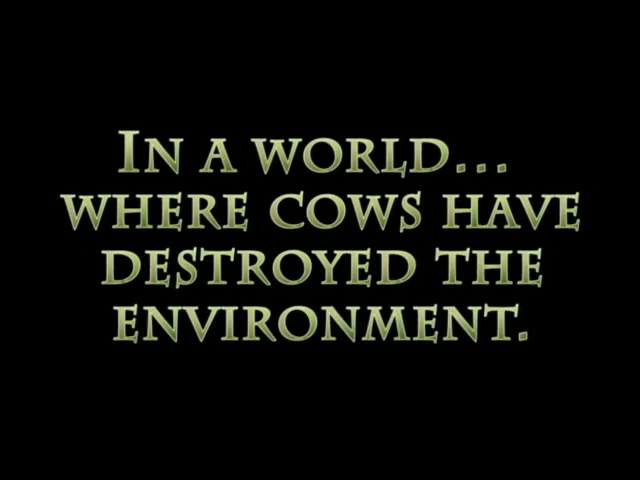 IN A WORLD...
WHERE COWS HAVE
DESTROYED THE
ENVIRONMENT.